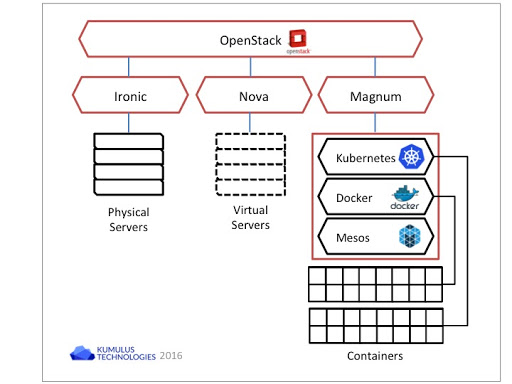 OpenStack
openstack
Ironic
Nova
Magnum
Kubernetes
Docker
docker
Mesos
Physical
Servers
Virtual
Servers
Containers
KUMULUS
TECHNOLOGIES 2016